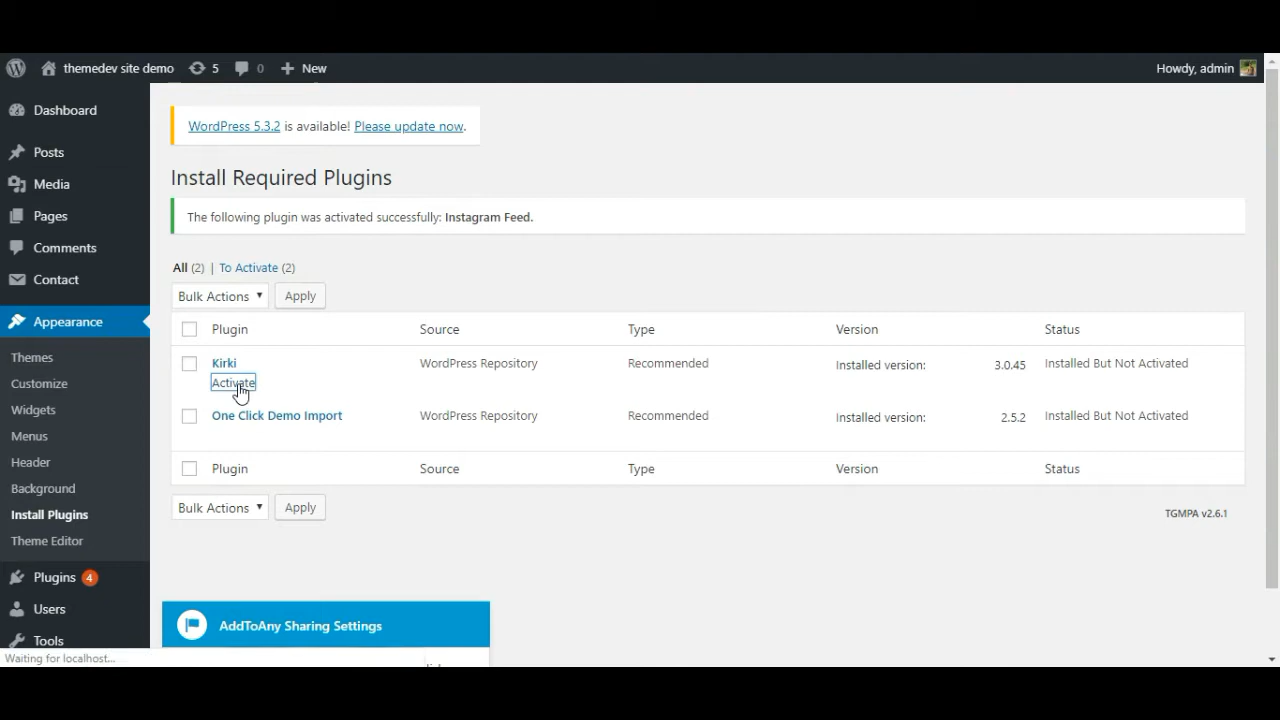 themedev site demo 5 0 New Howdy, admin
Dashboard
Posts
Media
Pages
Comments
Contact
Appearance
Themes
Customize
Widgets
Menus
Header
Background
Install Plugins
Theme Editor
Plugins 4
Users
Tools
WordPress 5.3.2 is available! Please update now.
Install Required Plugins
The following plugin was activated successfully: Instagram Feed.
All (2) | To Activate (2)
Bulk Actions Apply
Plugin Source Type Version Status
Kirki WordPress Repository Recommended Installed version: 3.0.45 Installed But Not Activated
Activate
One Click Demo Import WordPress Repository Recommended Installed version: 2.5.2 Installed But Not Activated
Plugin Source Type Version Status
Bulk Actions Apply
TGMPA v2.6.1
AddToAny Sharing Settings
Waiting for localhost...